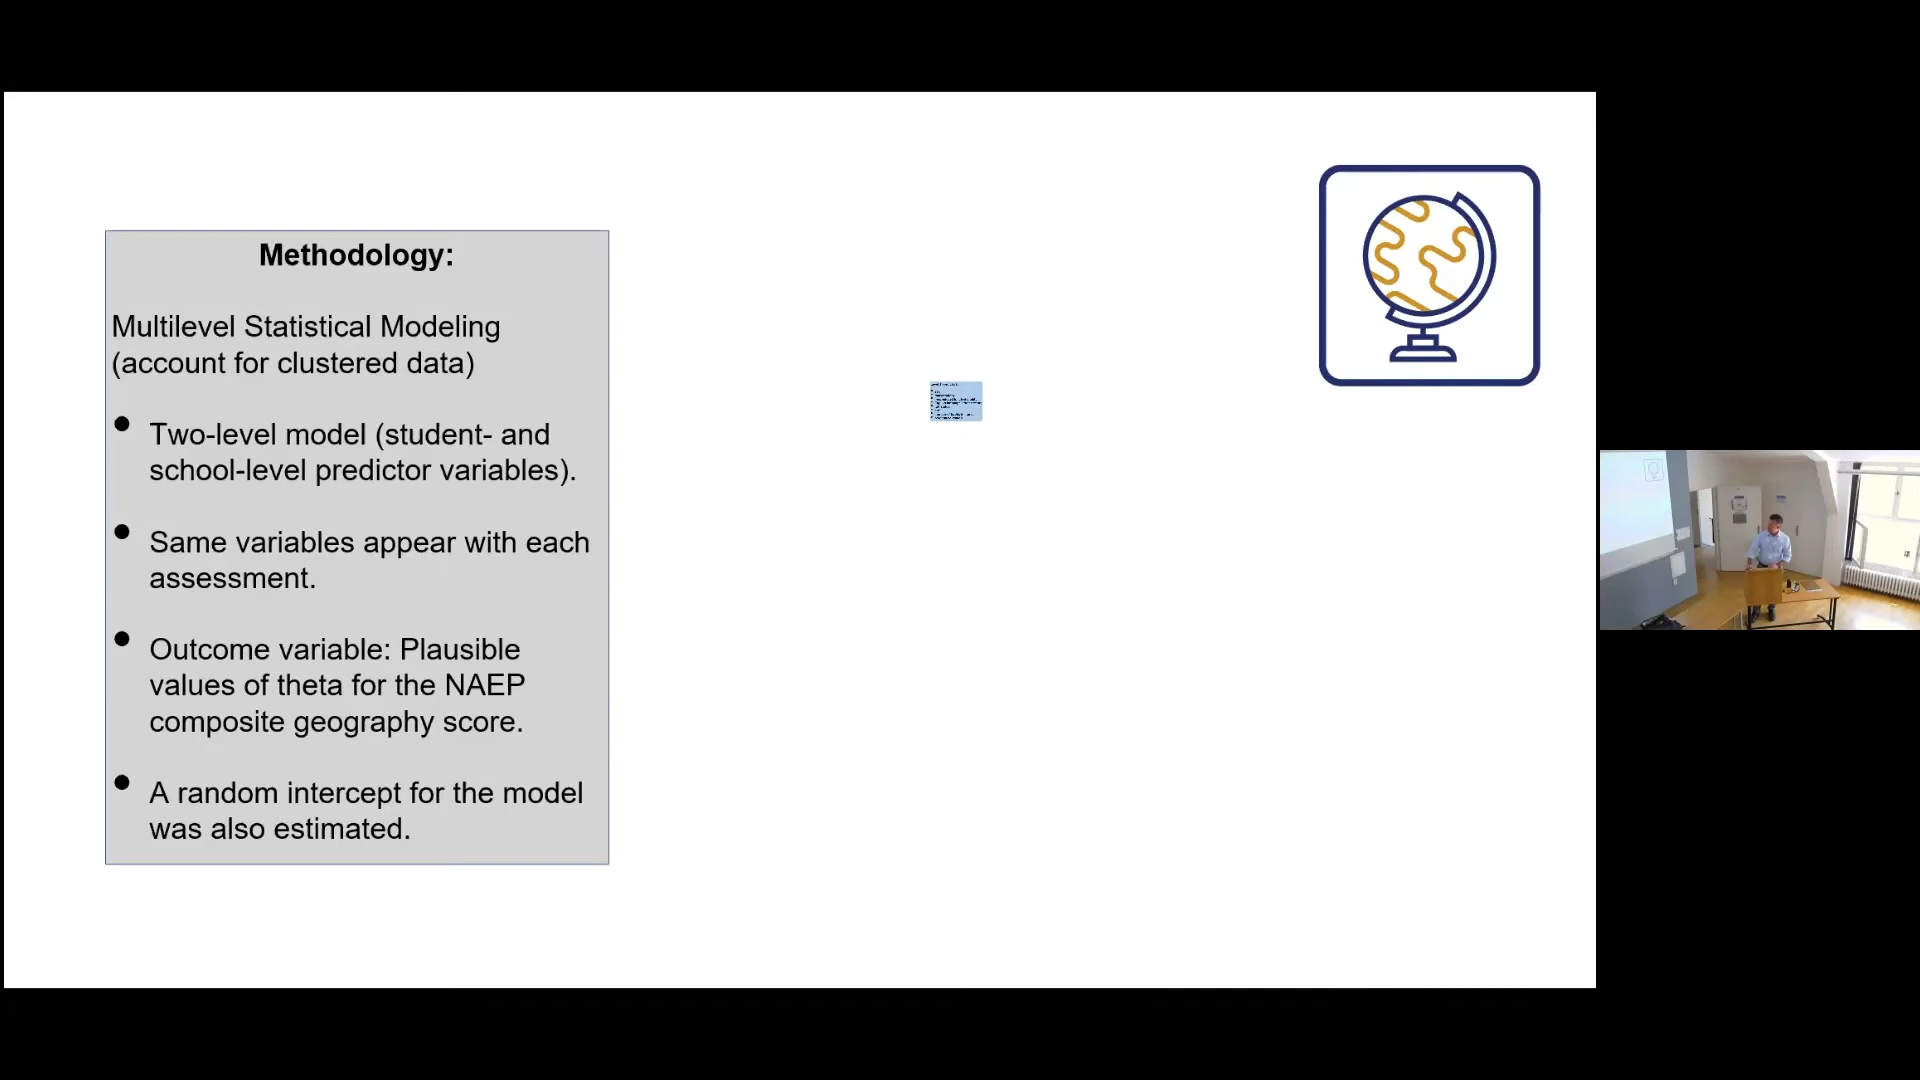 Methodology:
Multilevel Statistical Modeling
(account for clustered data)
• Two-level model (student- and
school-level predictor variables).
• Same variables appear with each
assessment.
• Outcome variable: Plausible
values of theta for the NAEP
composite geography score.
• A random intercept for the model
was also estimated.